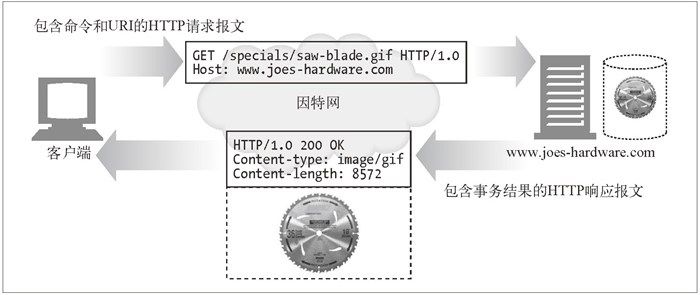 包含命令和URI的HTTP请求报文
GET /specials/saw-blade.gif HTTP/1.0
Host: www.joes-hardware.com
因特网
客户端
www.joes-hardware.com
HTTP/1.0 200 OK
Content-type: image/gif
Content-length: 8572
包含事务结果的HTTP响应报文
36
18